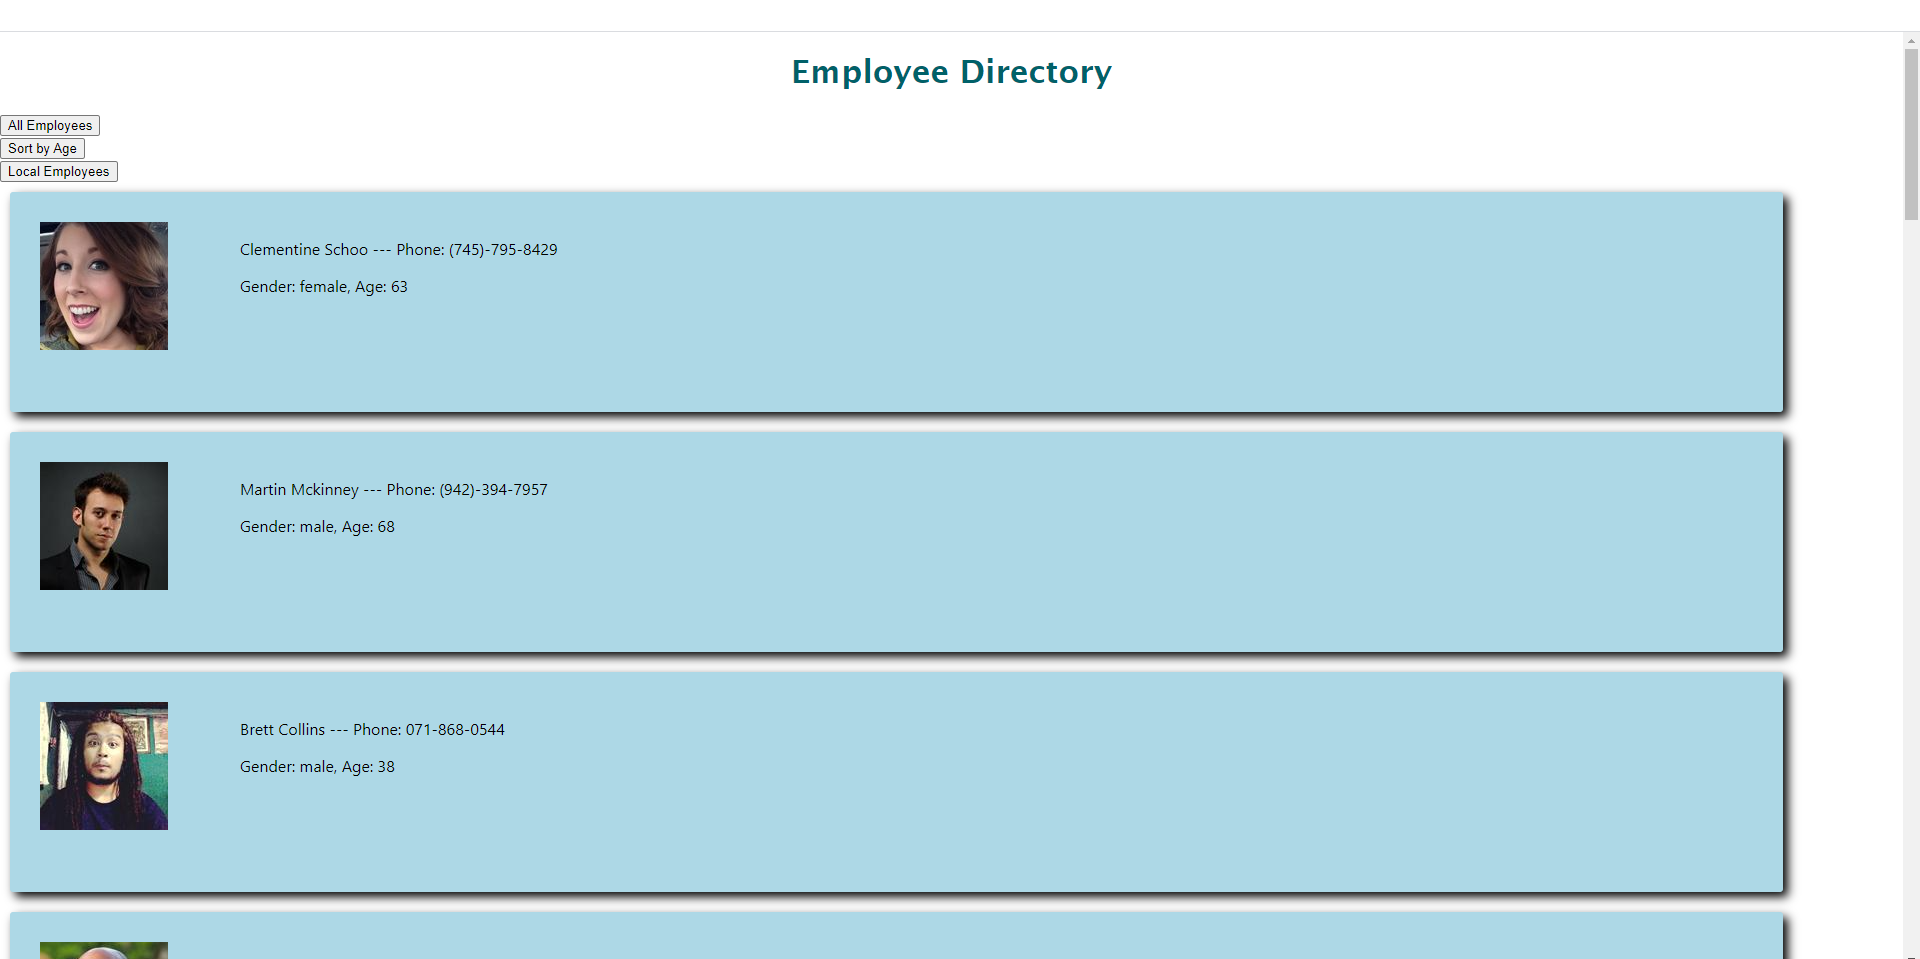 Employee Directory
All Employees
Sort by Age
Local Employees
Clementine Schoo --- Phone: (745)-795-8429
Gender: female, Age: 63
Martin Mckinney --- Phone: (942)-394-7957
Gender: male, Age: 68
Brett Collins --- Phone: 071-868-0544
Gender: male, Age: 38